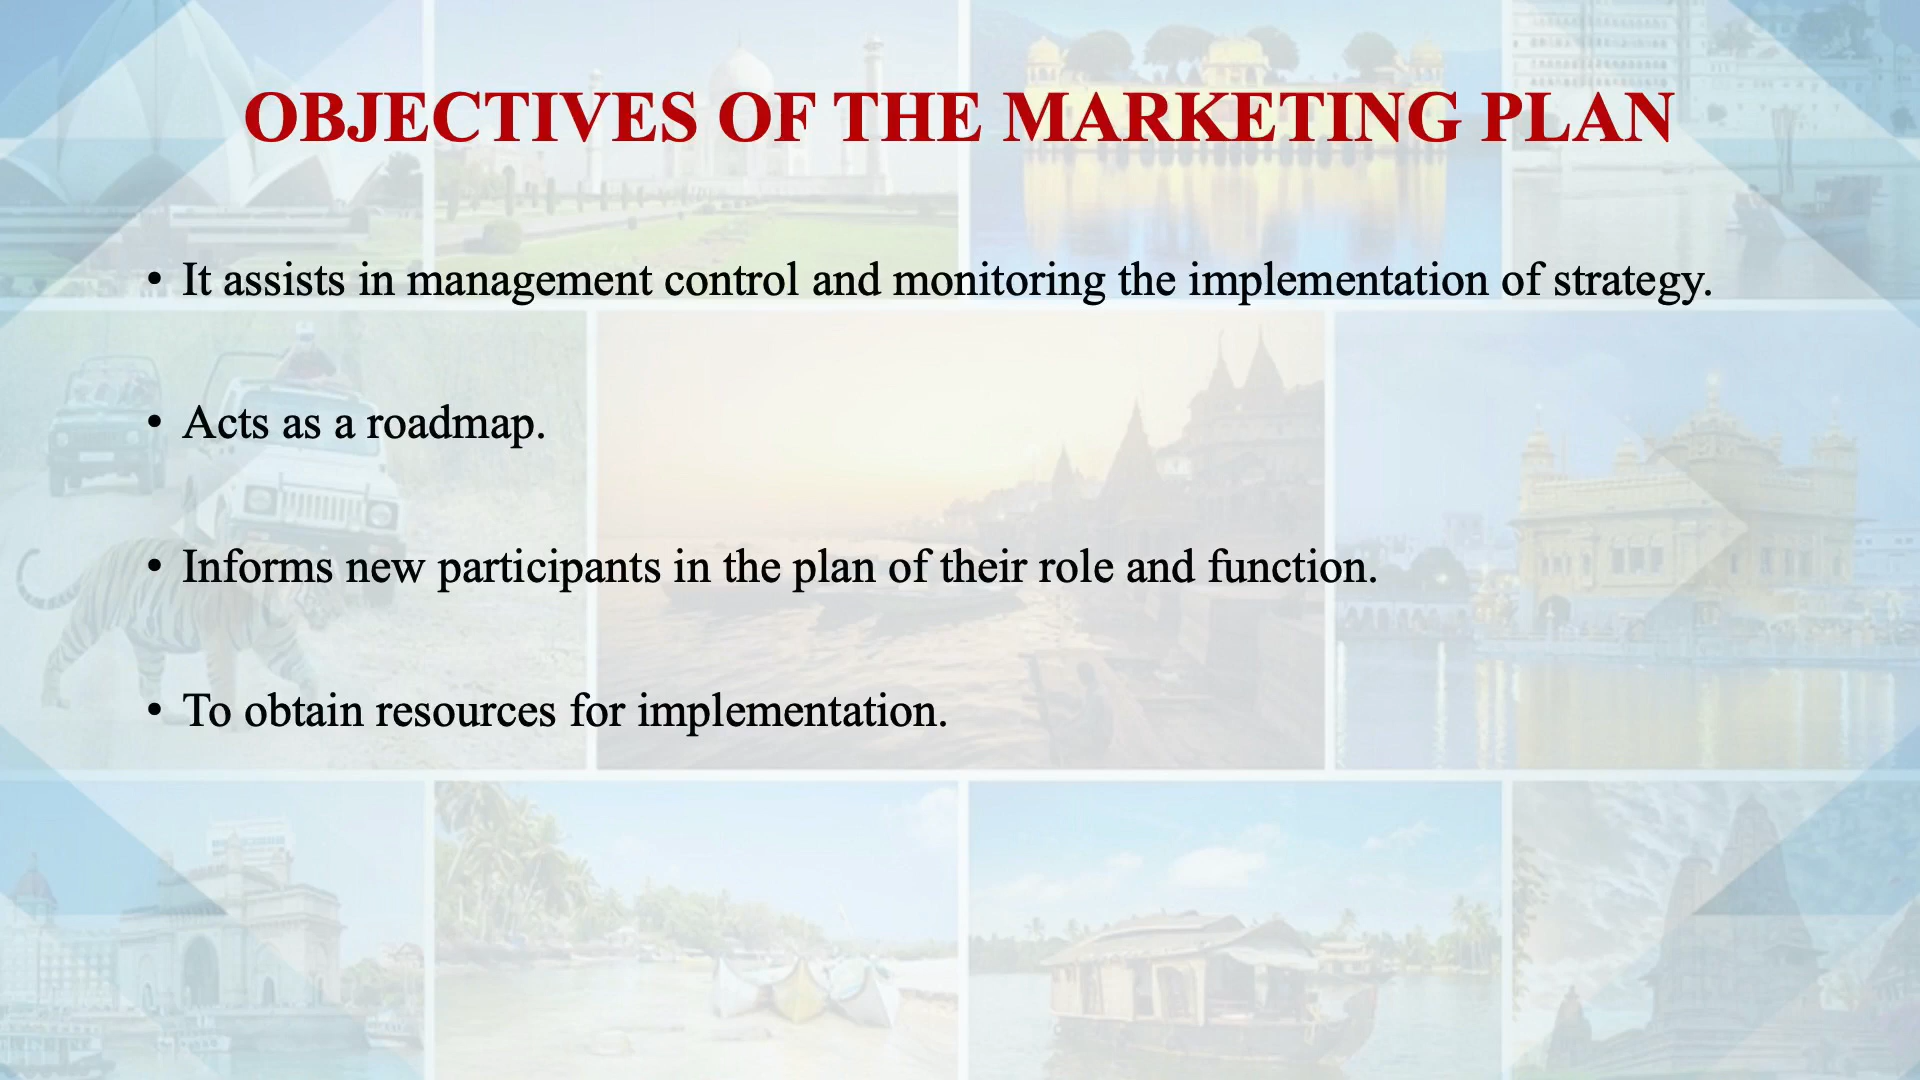 OBJECTIVES OF THE MARKETING PLAN
• It assists in management control and monitoring the implementation of strategy.
• Acts as a roadmap.
• Informs new participants in the plan of their role and function.
• To obtain resources for implementation.